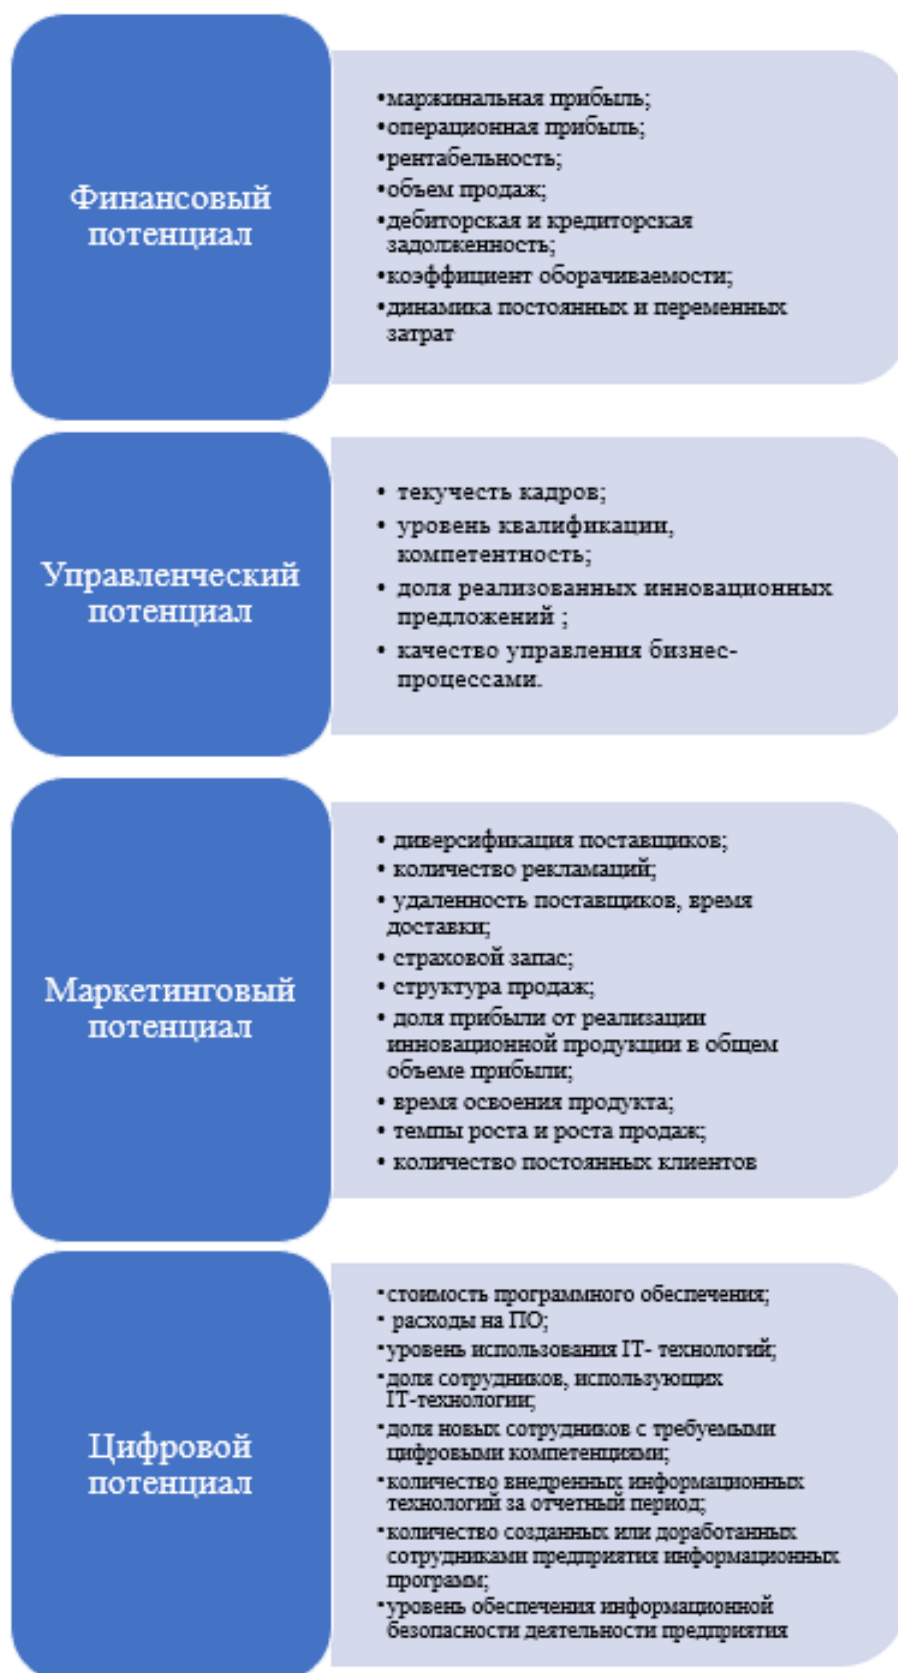 Финансовый
потенциал
•маржинальная прибыль;
•операционная прибыль;
•рентабельность;
•объем продаж;
•дебиторская и кредиторская
задолженность;
•коэффициент оборачиваемости;
•динамика постоянных и переменных
затрат
Управленческий
потенциал
• текучесть кадров;
• уровень квалификации,
компетентность;
• доля реализованных инновационных
предложений ;
• качество управления бизнес-
процессами.
Маркетинговый
потенциал
• диверсификация поставщиков;
• количество рекламаций;
• удаленность поставщиков, время
доставки;
• страховой запас;
• структура продаж;
• доля прибыли от реализации
инновационной продукции в общем
объеме прибыли;
• время освоения продукта;
• темпы роста и роста продаж;
• количество постоянных клиентов
Цифровой
потенциал
•стоимость программного обеспечения;
• расходы на ПО;
•уровень использования IT- технологий;
•доля сотрудников, использующих
IT-технологии;
•доля новых сотрудников с требуемыми
цифровыми компетенциями;
•количество внедренных информационных
технологий за отчетный период;
•количество созданных или доработанных
сотрудниками предприятия информационных
программ;
•уровень обеспечения информационной
безопасности деятельности предприятия